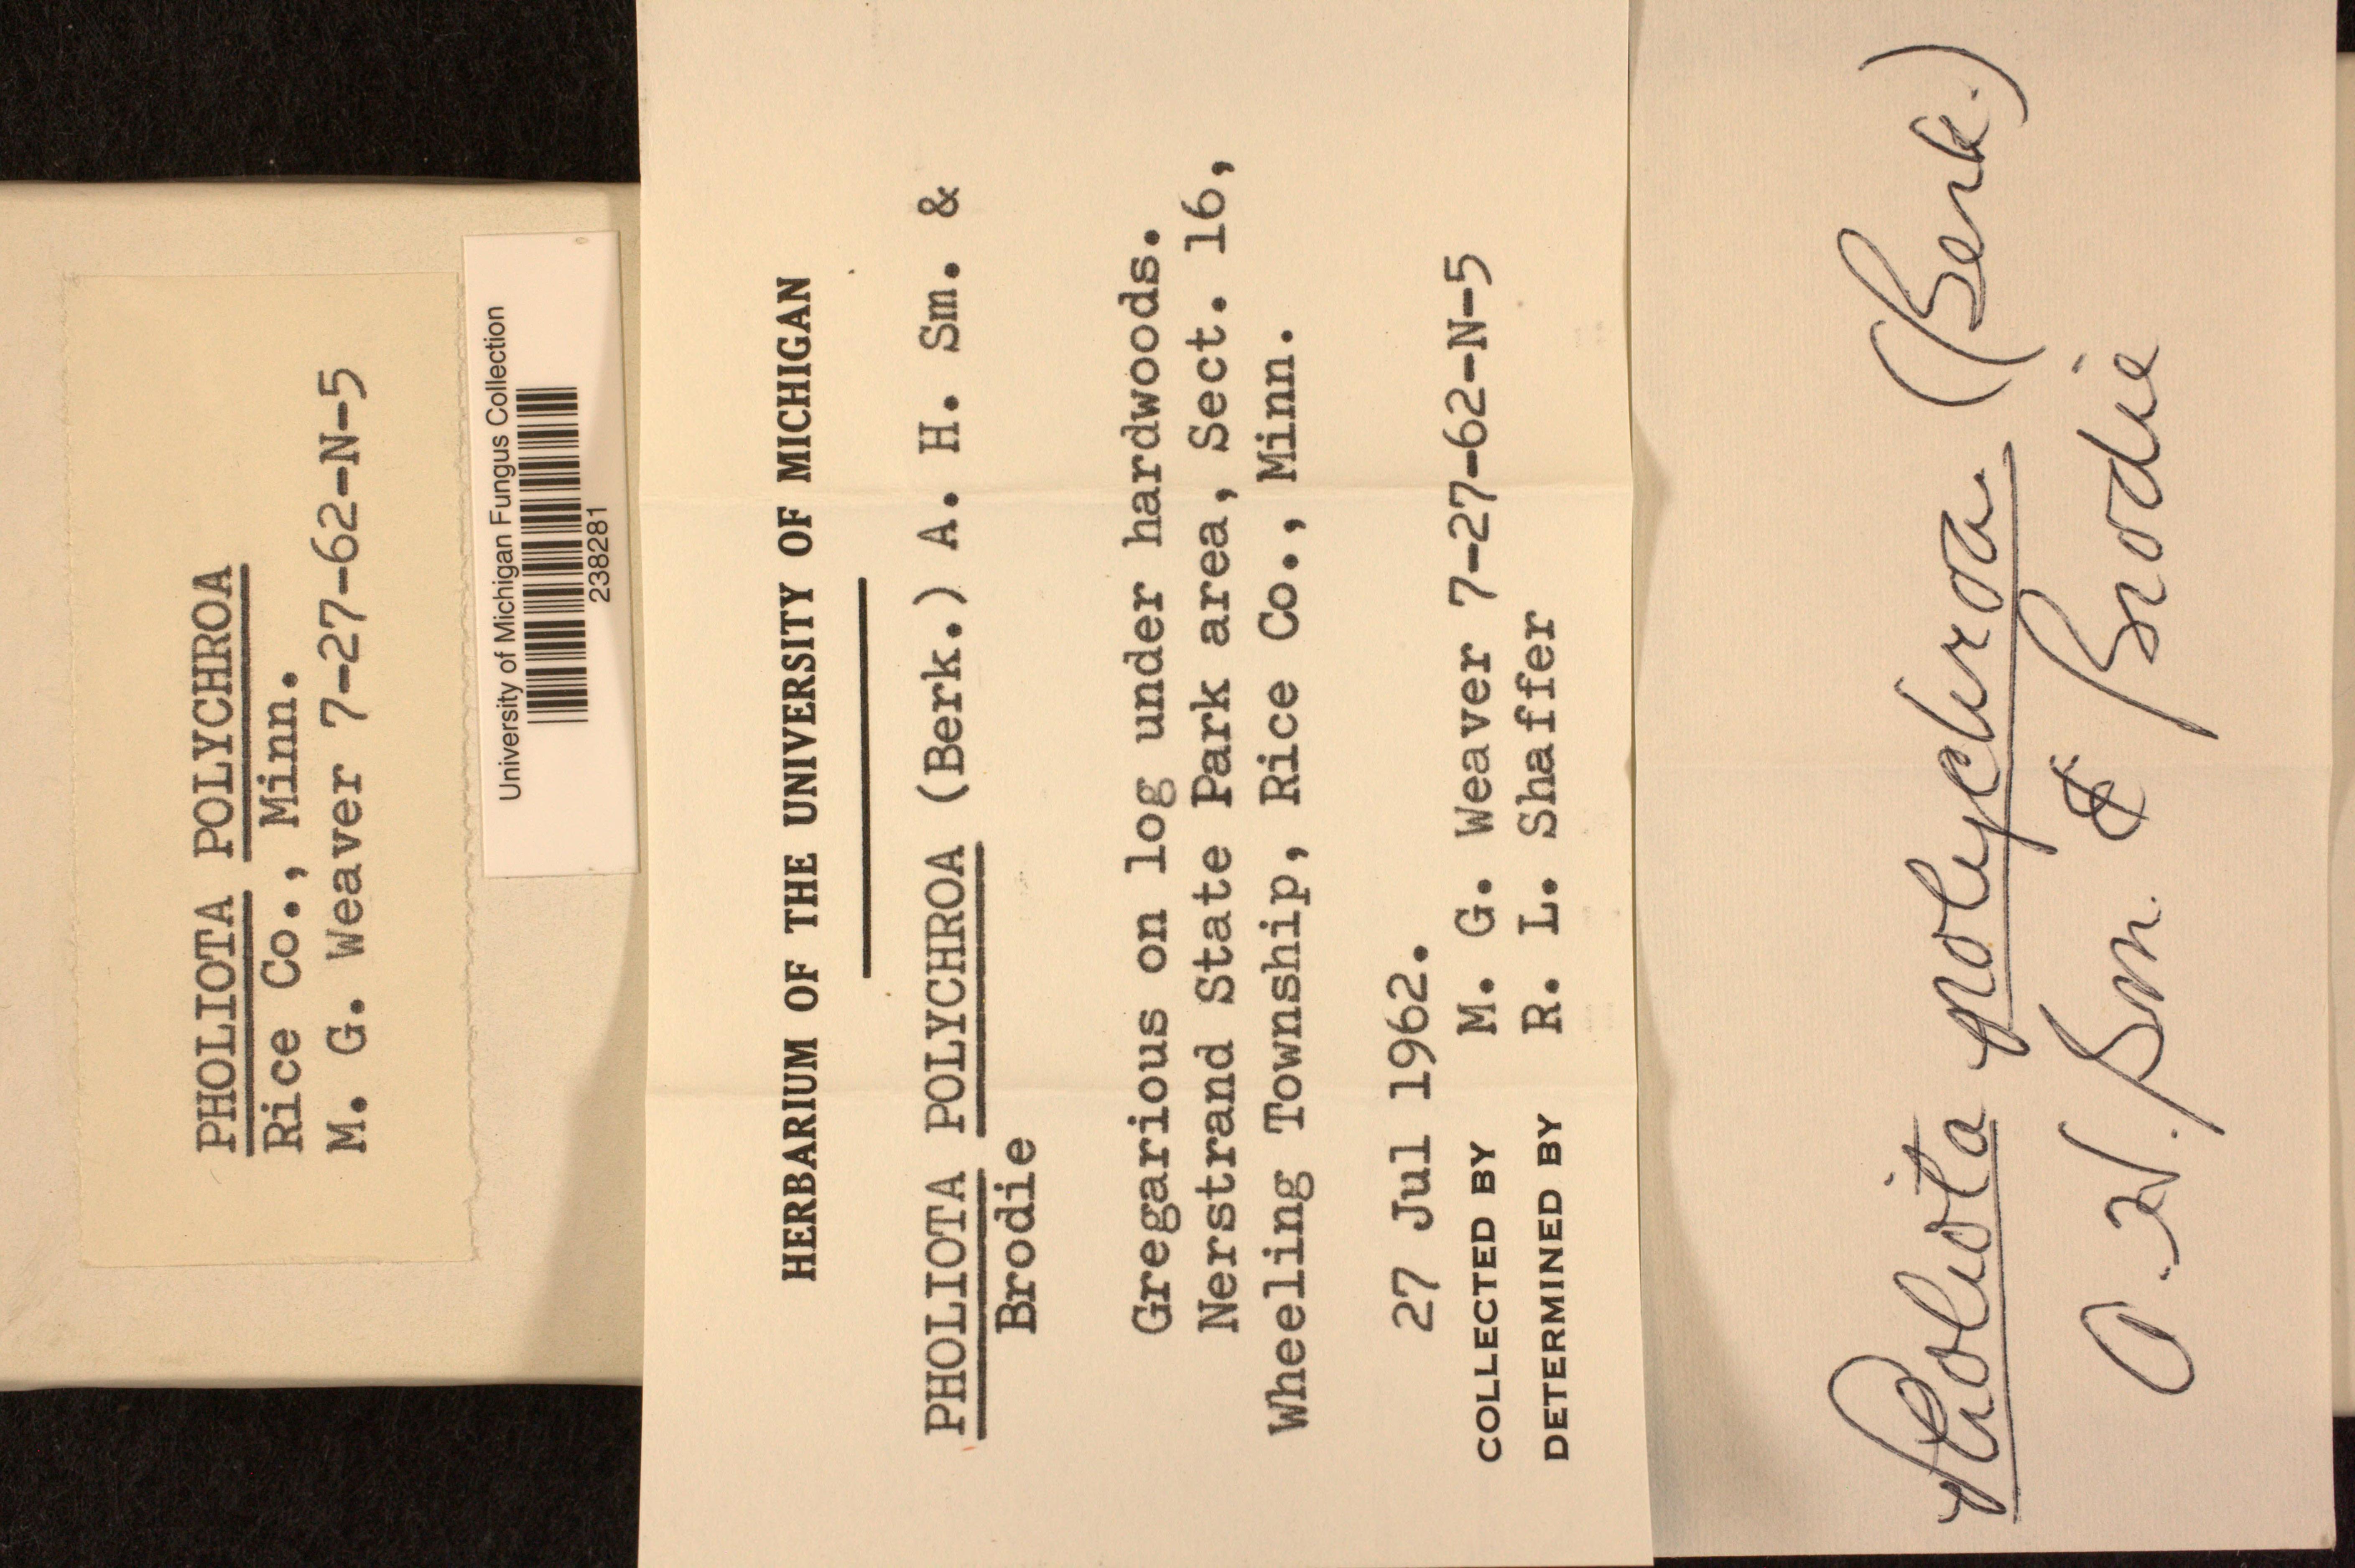 PHOLIOTA POLYCHROA
Rice Co., Minn.
M. G. Weaver 7-27-62-N-5
University of Michigan Fungus Collection
238281
HERBARIUM OF THE UNIVERSITY OF MICHIGAN
PHOLIOTA POLYCHROA (Berk.) A. H. Sm. &
Brodie
Gregarious on log under hardwoods.
Nerstrand State Park area, Sect. 16,
Wheeling Township, Rice Co., Minn.
27 Jul 1962.
COLLECTED BY M. G. Weaver 7-27-62-N-5
DETERMINED BY R. L. Shaffer
Pholiota polychroa (Berk.)
A. H. Sm. & Brodie